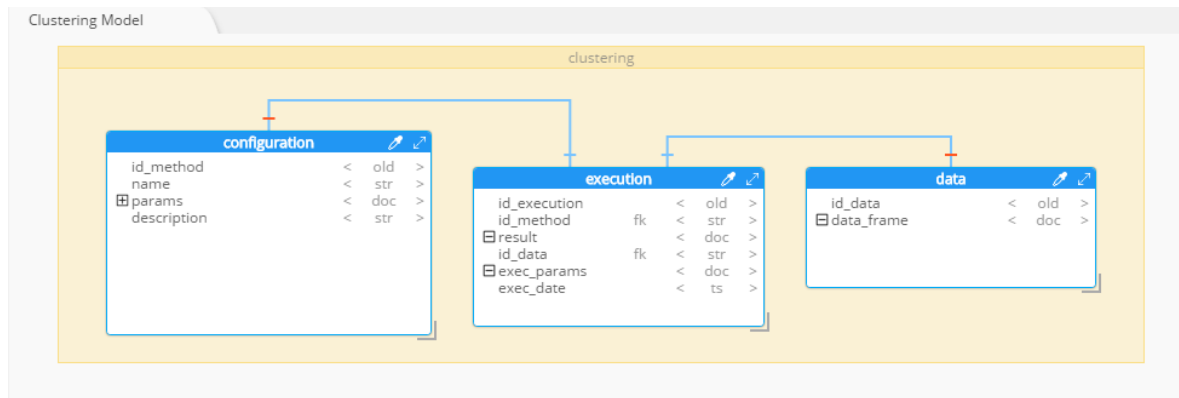 Clustering Model
clustering
configuration
id_method < old >
name < str >
params < doc >
description < str >
execution
id_execution < old >
id_method fk < str >
result < doc >
id_data fk < str >
exec_params < doc >
exec_date < ts >
data
id_data < old >
data_frame < doc >